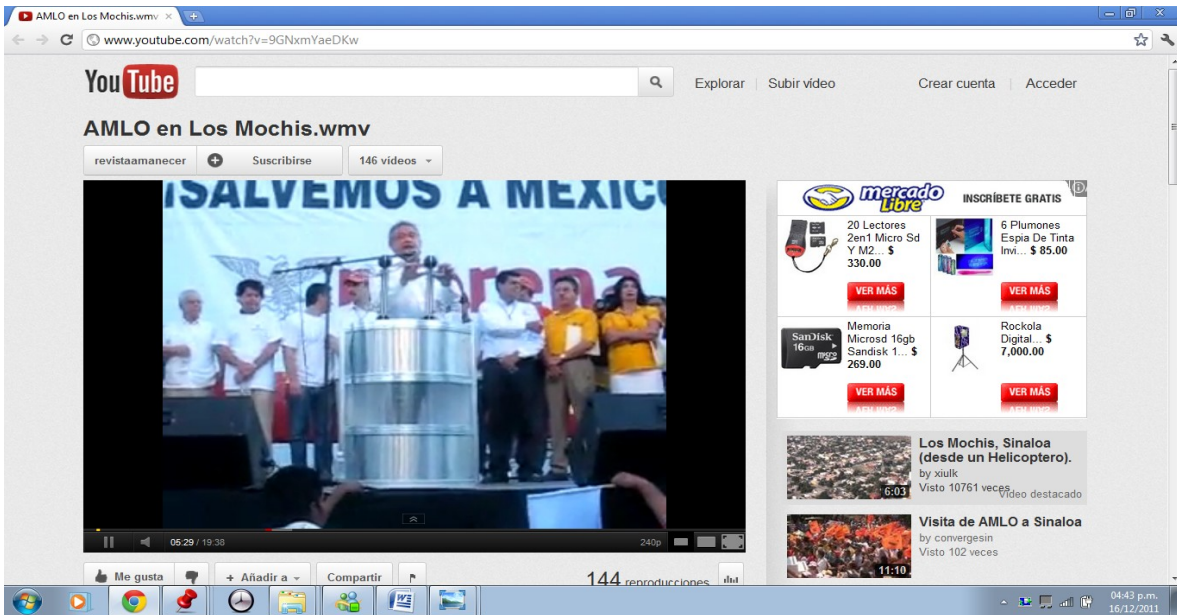 AMLO en Los Mochis.wmv
www.youtube.com/watch?v=9GNxmYaeDKw
You Tube
Explorar
Subir vídeo
Crear cuenta
Acceder
AMLO en Los Mochis.wmv
revistaamanecer
Suscribirse
146 vídeos
¡SALVEMOS A MEXIC
rena
mercado
Libre
INSCRÍBETE GRATIS
20 Lectores
2en1 Micro Sd
Y M2... $
330.00
VER MÁS
6 Plumones
Espia De Tinta
Invi... $ 85.00
VER MÁS
SanDisk
16GB
micro
Memoria
Microsd 16gb
Sandisk 1... $
269.00
VER MÁS
Rockola
Digital... $
7,000.00
VER MÁS
Los Mochis, Sinaloa
(desde un Helicoptero).
by xiulk
Visto 10761 veces
Vídeo destacado
6:03
Visita de AMLO a Sinaloa
by convergesin
Visto 102 veces
11:10
05:29 / 19:38
240p
Me gusta
+ Añadir a
Compartir
144 reproducciones
04:43 p.m.
16/12/2011